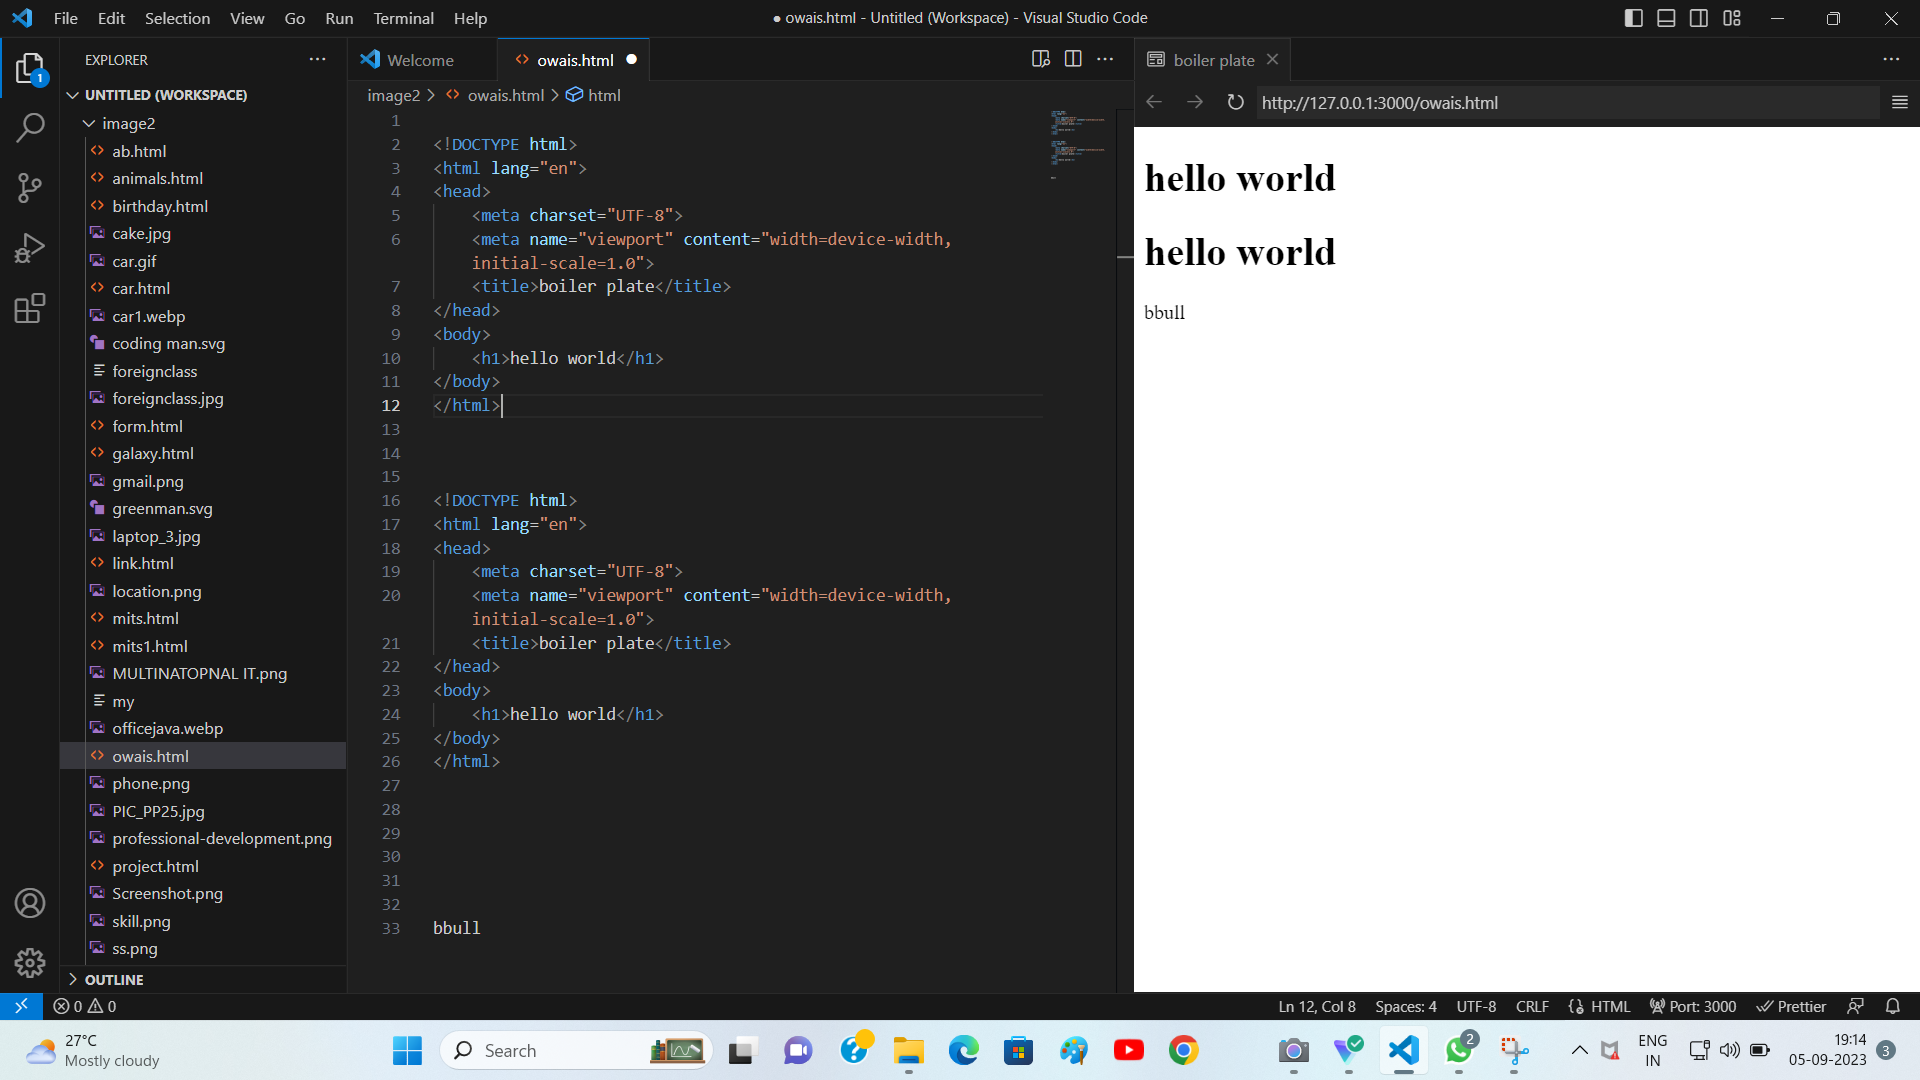 File Edit Selection View Go Run Terminal Help
● owais.html - Untitled (Workspace) - Visual Studio Code
EXPLORER
1
UNTITLED (WORKSPACE)
image2
ab.html
animals.html
birthday.html
cake.jpg
car.gif
car.html
car1.webp
coding man.svg
foreignclass
foreignclass.jpg
form.html
galaxy.html
gmail.png
greenman.svg
laptop_3.jpg
link.html
location.png
mits.html
mits1.html
MULTINATOPNAL IT.png
my
officejava.webp
owais.html
phone.png
PIC_PP25.jpg
professional-development.png
project.html
Screenshot.png
skill.png
ss.png
OUTLINE
Welcome
owais.html
image2 > owais.html > html
1
2 <!DOCTYPE html>
3 <html lang="en">
4 <head>
5 <meta charset="UTF-8">
6 <meta name="viewport" content="width=device-width,
initial-scale=1.0">
7 <title>boiler plate</title>
8 </head>
9 <body>
10 <h1>hello world</h1>
11 </body>
12 </html>
13
14
15
16 <!DOCTYPE html>
17 <html lang="en">
18 <head>
19 <meta charset="UTF-8">
20 <meta name="viewport" content="width=device-width,
initial-scale=1.0">
21 <title>boiler plate</title>
22 </head>
23 <body>
24 <h1>hello world</h1>
25 </body>
26 </html>
27
28
29
30
31
32
33 bbull
boiler plate
http://127.0.0.1:3000/owais.html
hello world
hello world
bbull
0 0
Ln 12, Col 8 Spaces: 4 UTF-8 CRLF HTML Port: 3000 Prettier
27°C
Mostly cloudy
Search
2
ENG
IN
19:14
05-09-2023
3